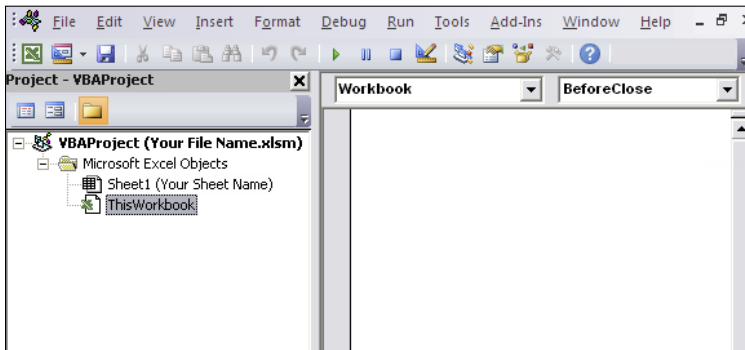 File Edit View Insert Format Debug Run Tools Add-Ins Window Help
Project - VBAProject
Workbook BeforeClose
VBAProject (Your File Name.xlsm)
Microsoft Excel Objects
Sheet1 (Your Sheet Name)
ThisWorkbook